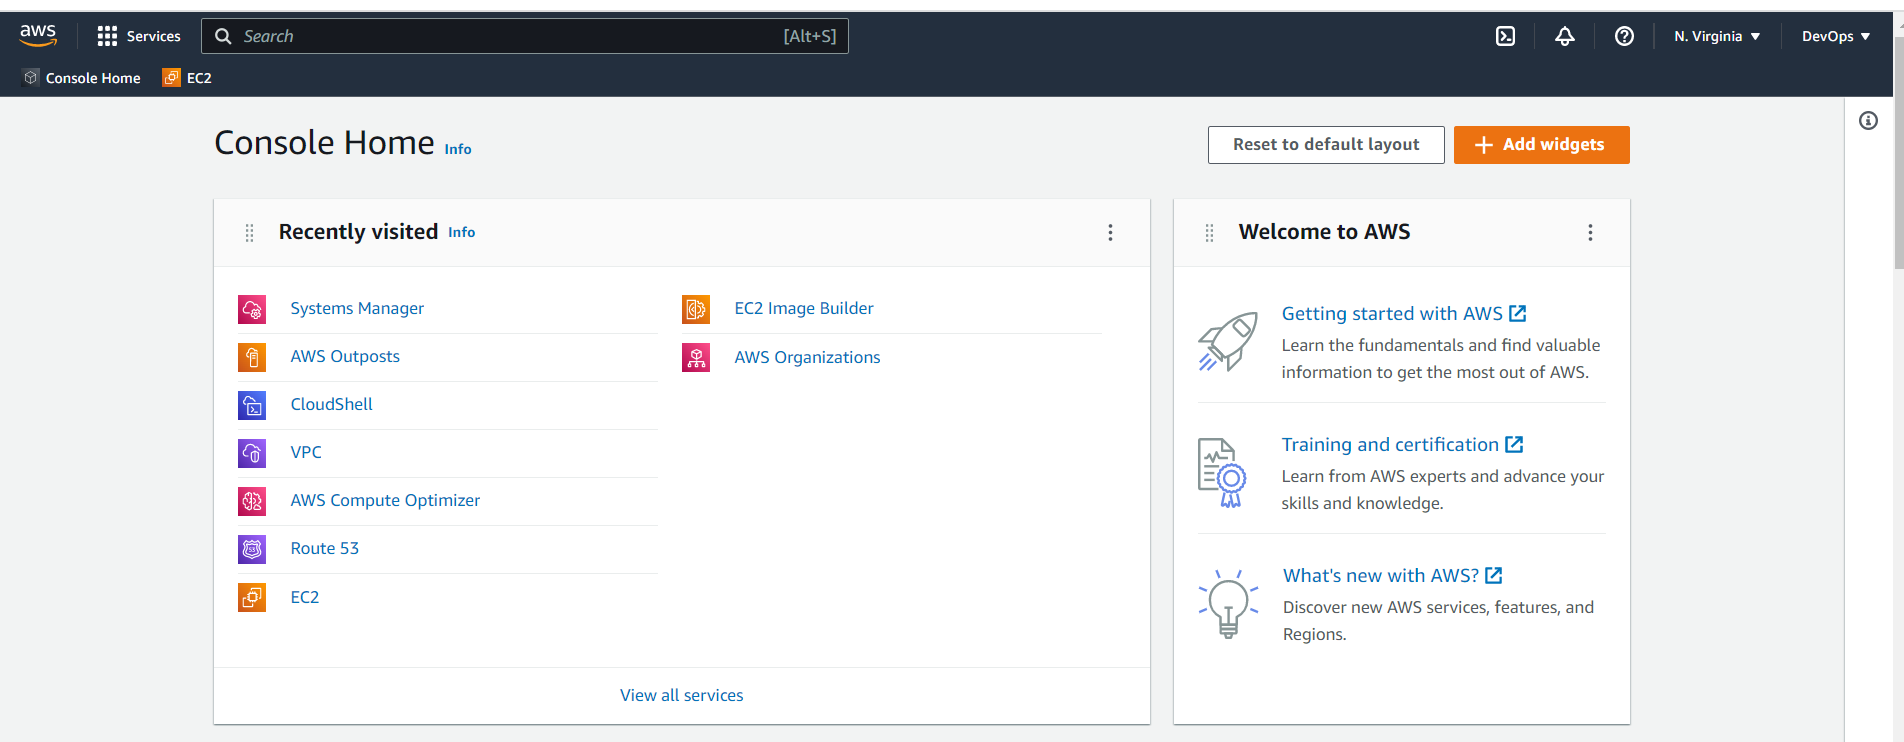 aws
Services
Search [Alt+S]
N. Virginia
DevOps
Console Home
EC2
Console Home Info
Reset to default layout
Add widgets
Recently visited Info
Systems Manager
AWS Outposts
CloudShell
VPC
AWS Compute Optimizer
Route 53
EC2
EC2 Image Builder
AWS Organizations
View all services
Welcome to AWS
Getting started with AWS
Learn the fundamentals and find valuable
information to get the most out of AWS.
Training and certification
Learn from AWS experts and advance your
skills and knowledge.
What's new with AWS?
Discover new AWS services, features, and
Regions.